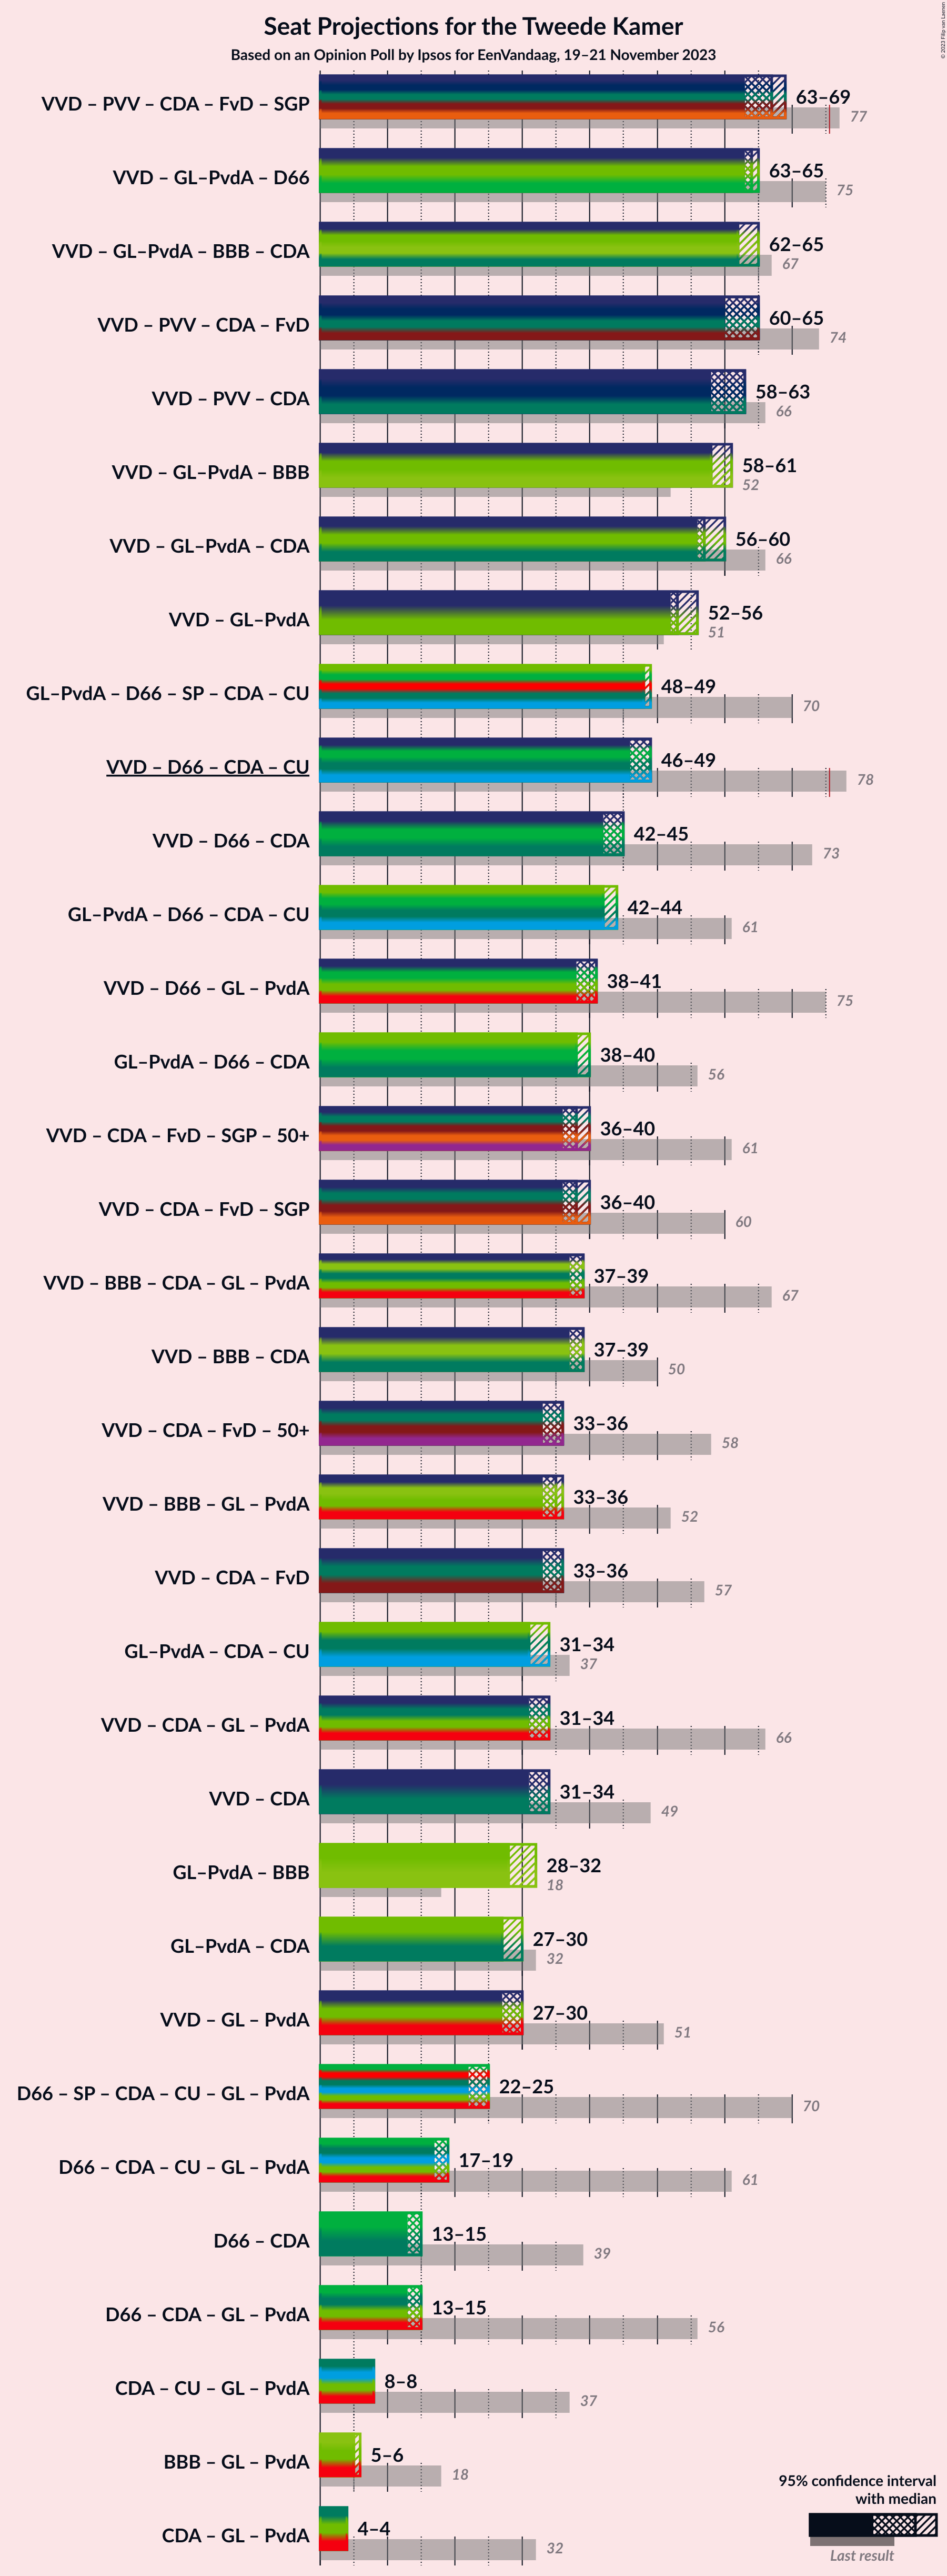 Seat Projections for the Tweede Kamer
Based on an Opinion Poll by Ipsos for EenVandaag, 19–21 November 2023
© 2023 Filip van Laenen
VVD – PVV – CDA – FvD – SGP 63–69 77
VVD – GL–PvdA – D66 63–65 75
VVD – GL–PvdA – BBB – CDA 62–65 67
VVD – PVV – CDA – FvD 60–65 74
VVD – PVV – CDA 58–63 66
VVD – GL–PvdA – BBB 58–61 52
VVD – GL–PvdA – CDA 56–60 66
VVD – GL–PvdA 52–56 51
GL–PvdA – D66 – SP – CDA – CU 48–49 70
VVD – D66 – CDA – CU 46–49 78
VVD – D66 – CDA 42–45 73
GL–PvdA – D66 – CDA – CU 42–44 61
VVD – D66 – GL – PvdA 38–41 75
GL–PvdA – D66 – CDA 38–40 56
VVD – CDA – FvD – SGP – 50+ 36–40 61
VVD – CDA – FvD – SGP 36–40 60
VVD – BBB – CDA – GL – PvdA 37–39 67
VVD – BBB – CDA 37–39 50
VVD – CDA – FvD – 50+ 33–36 58
VVD – BBB – GL – PvdA 33–36 52
VVD – CDA – FvD 33–36 57
GL–PvdA – CDA – CU 31–34 37
VVD – CDA – GL – PvdA 31–34 66
VVD – CDA 31–34 49
GL–PvdA – BBB 28–32 18
GL–PvdA – CDA 27–30 32
VVD – GL – PvdA 27–30 51
D66 – SP – CDA – CU – GL – PvdA 22–25 70
D66 – CDA – CU – GL – PvdA 17–19 61
D66 – CDA 13–15 39
D66 – CDA – GL – PvdA 13–15 56
CDA – CU – GL – PvdA 8–8 37
BBB – GL – PvdA 5–6 18
CDA – GL – PvdA 4–4 32
95% confidence interval
with median
Last result